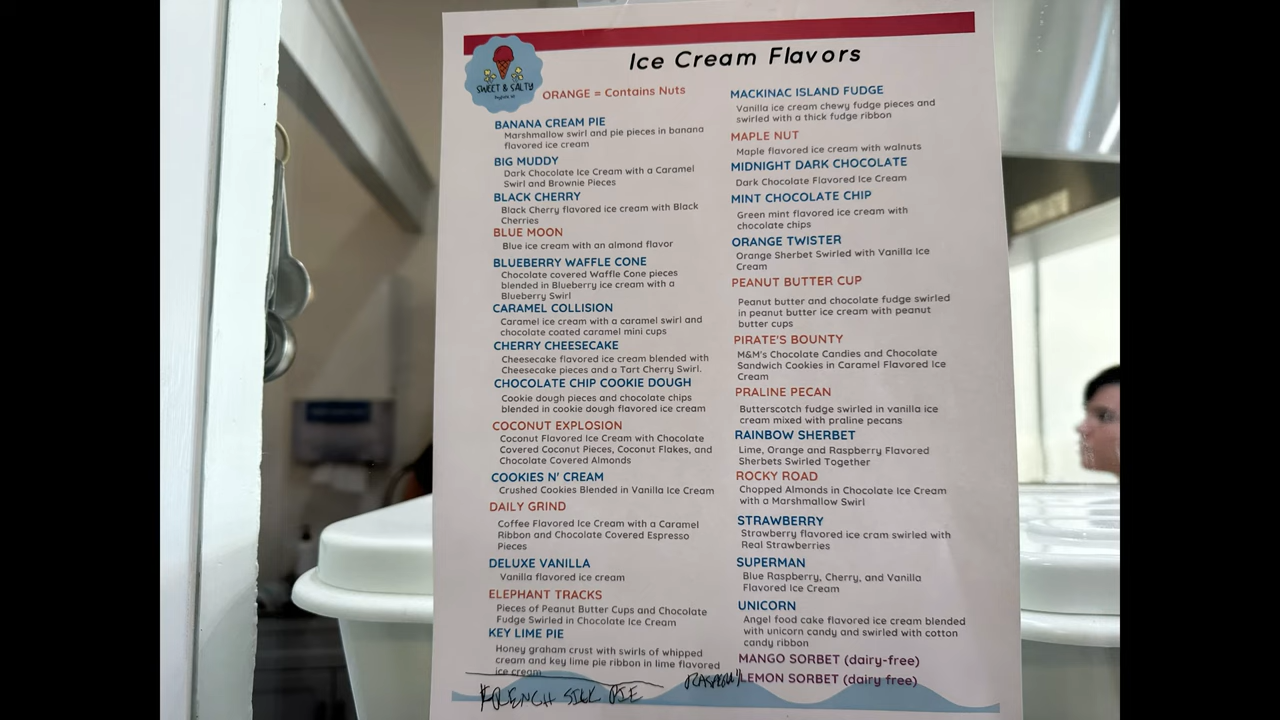 Ice Cream Flavors
SWEET & SALTY
ORANGE = Contains Nuts
BANANA CREAM PIE
Marshmallow swirl and pie pieces in banana
flavored ice cream
BIG MUDDY
Dark Chocolate Ice Cream with a Caramel
Swirl and Brownie Pieces
BLACK CHERRY
Black Cherry flavored ice cream with Black
Cherries
BLUE MOON
Blue ice cream with an almond flavor
BLUEBERRY WAFFLE CONE
Chocolate covered Waffle Cone pieces
blended in Blueberry ice cream with a
Blueberry Swirl
CARAMEL COLLISION
Caramel ice cream with a caramel swirl and
chocolate coated caramel mini cups
CHERRY CHEESECAKE
Cheesecake flavored ice cream blended with
Cheesecake pieces and a Tart Cherry Swirl.
CHOCOLATE CHIP COOKIE DOUGH
Cookie dough pieces and chocolate chips
blended in cookie dough flavored ice cream
COCONUT EXPLOSION
Coconut Flavored Ice Cream with Chocolate
Covered Coconut Pieces, Coconut Flakes, and
Chocolate Covered Almonds
COOKIES N' CREAM
Crushed Cookies Blended in Vanilla Ice Cream
DAILY GRIND
Coffee Flavored Ice Cream with a Caramel
Ribbon and Chocolate Covered Espresso
Pieces
DELUXE VANILLA
Vanilla flavored ice cream
ELEPHANT TRACKS
Pieces of Peanut Butter Cups and Chocolate
Fudge Swirled in Chocolate Ice Cream
KEY LIME PIE
Honey graham crust with swirls of whipped
cream and key lime pie ribbon in lime flavored
ice cream
FRENCH SILK PIE
MACKINAC ISLAND FUDGE
Vanilla ice cream chewy fudge pieces and
swirled with a thick fudge ribbon
MAPLE NUT
Maple flavored ice cream with walnuts
MIDNIGHT DARK CHOCOLATE
Dark Chocolate Flavored Ice Cream
MINT CHOCOLATE CHIP
Green mint flavored ice cream with
chocolate chips
ORANGE TWISTER
Orange Sherbet Swirled with Vanilla Ice
Cream
PEANUT BUTTER CUP
Peanut butter and chocolate fudge swirled
in peanut butter ice cream with peanut
butter cups
PIRATE'S BOUNTY
M&M's Chocolate Candies and Chocolate
Sandwich Cookies in Caramel Flavored Ice
Cream
PRALINE PECAN
Butterscotch fudge swirled in vanilla ice
cream mixed with praline pecans
RAINBOW SHERBET
Lime, Orange and Raspberry Flavored
Sherbets Swirled Together
ROCKY ROAD
Chopped Almonds in Chocolate Ice Cream
with a Marshmallow Swirl
STRAWBERRY
Strawberry flavored ice cram swirled with
Real Strawberries
SUPERMAN
Blue Raspberry, Cherry, and Vanilla
Flavored Ice Cream
UNICORN
Angel food cake flavored ice cream blended
with unicorn candy and swirled with cotton
candy ribbon
MANGO SORBET (dairy-free)
LEMON SORBET (dairy free)